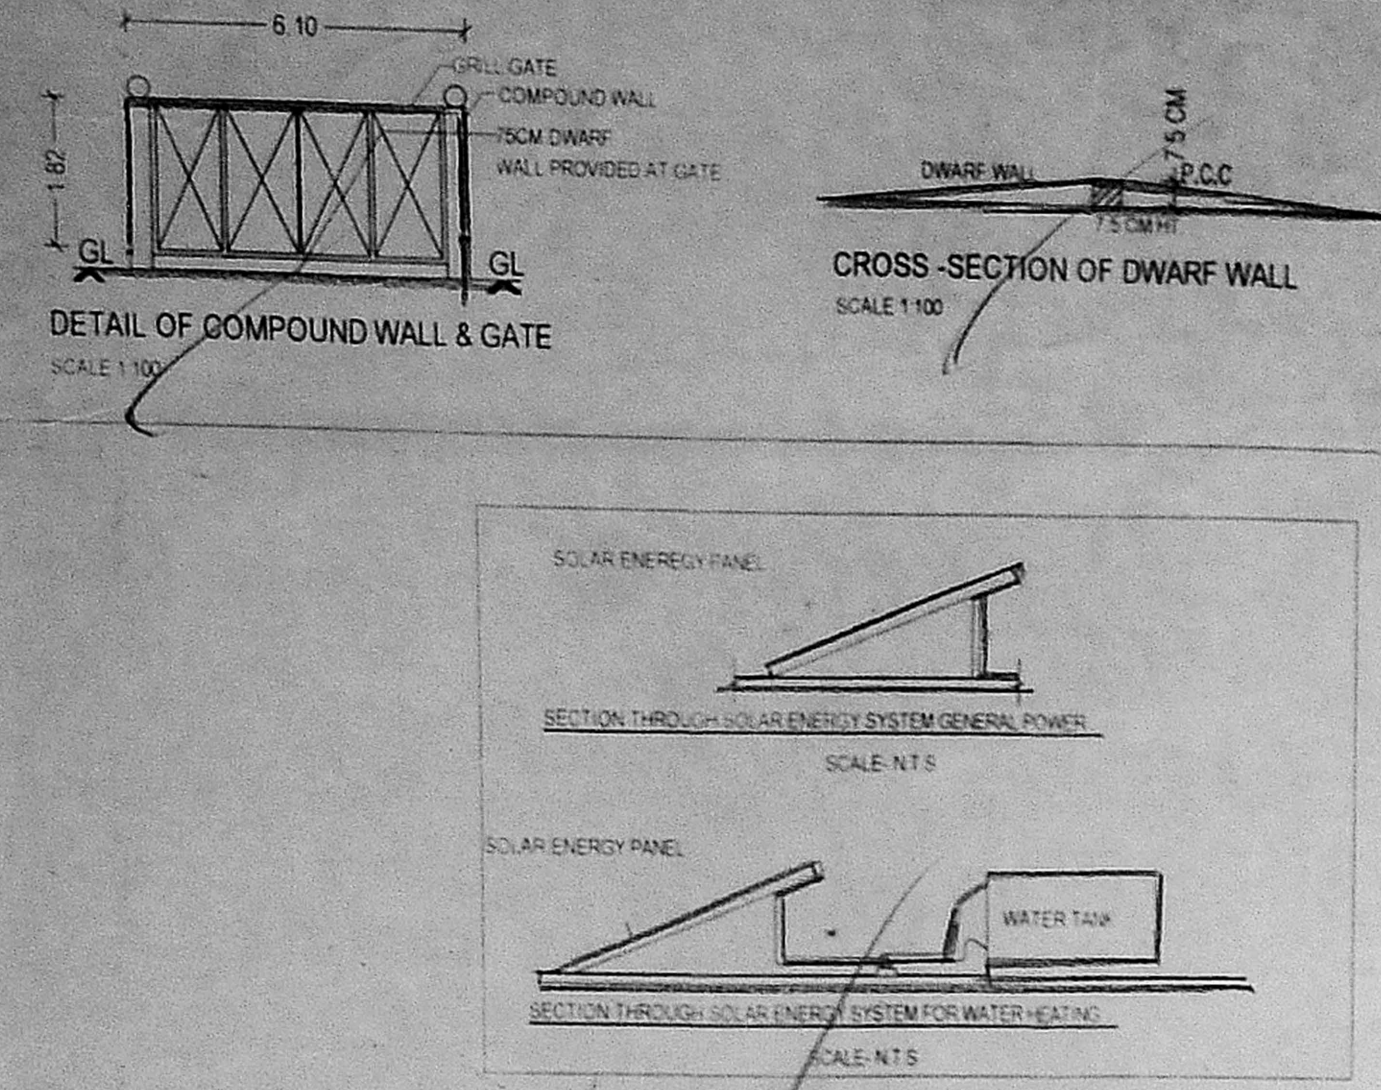 6.10
GRILL GATE
COMPOUND WALL
75CM DWARF
WALL PROVIDED AT GATE
1.82
GL
GL
DETAIL OF COMPOUND WALL & GATE
SCALE 1:100
7.5 CM
DWARF WALL
P.C.C
7.5 CM HT
CROSS -SECTION OF DWARF WALL
SCALE 1:100
SOLAR ENEREGY PANEL
SECTION THROUGH SOLAR ENERGY SYSTEM GENERAL POWER
SCALE- N.T.S
SOLAR ENERGY PANEL
WATER TANK
SECTION THROUGH SOLAR ENERGY SYSTEM FOR WATER HEATING
SCALE-N.T.S